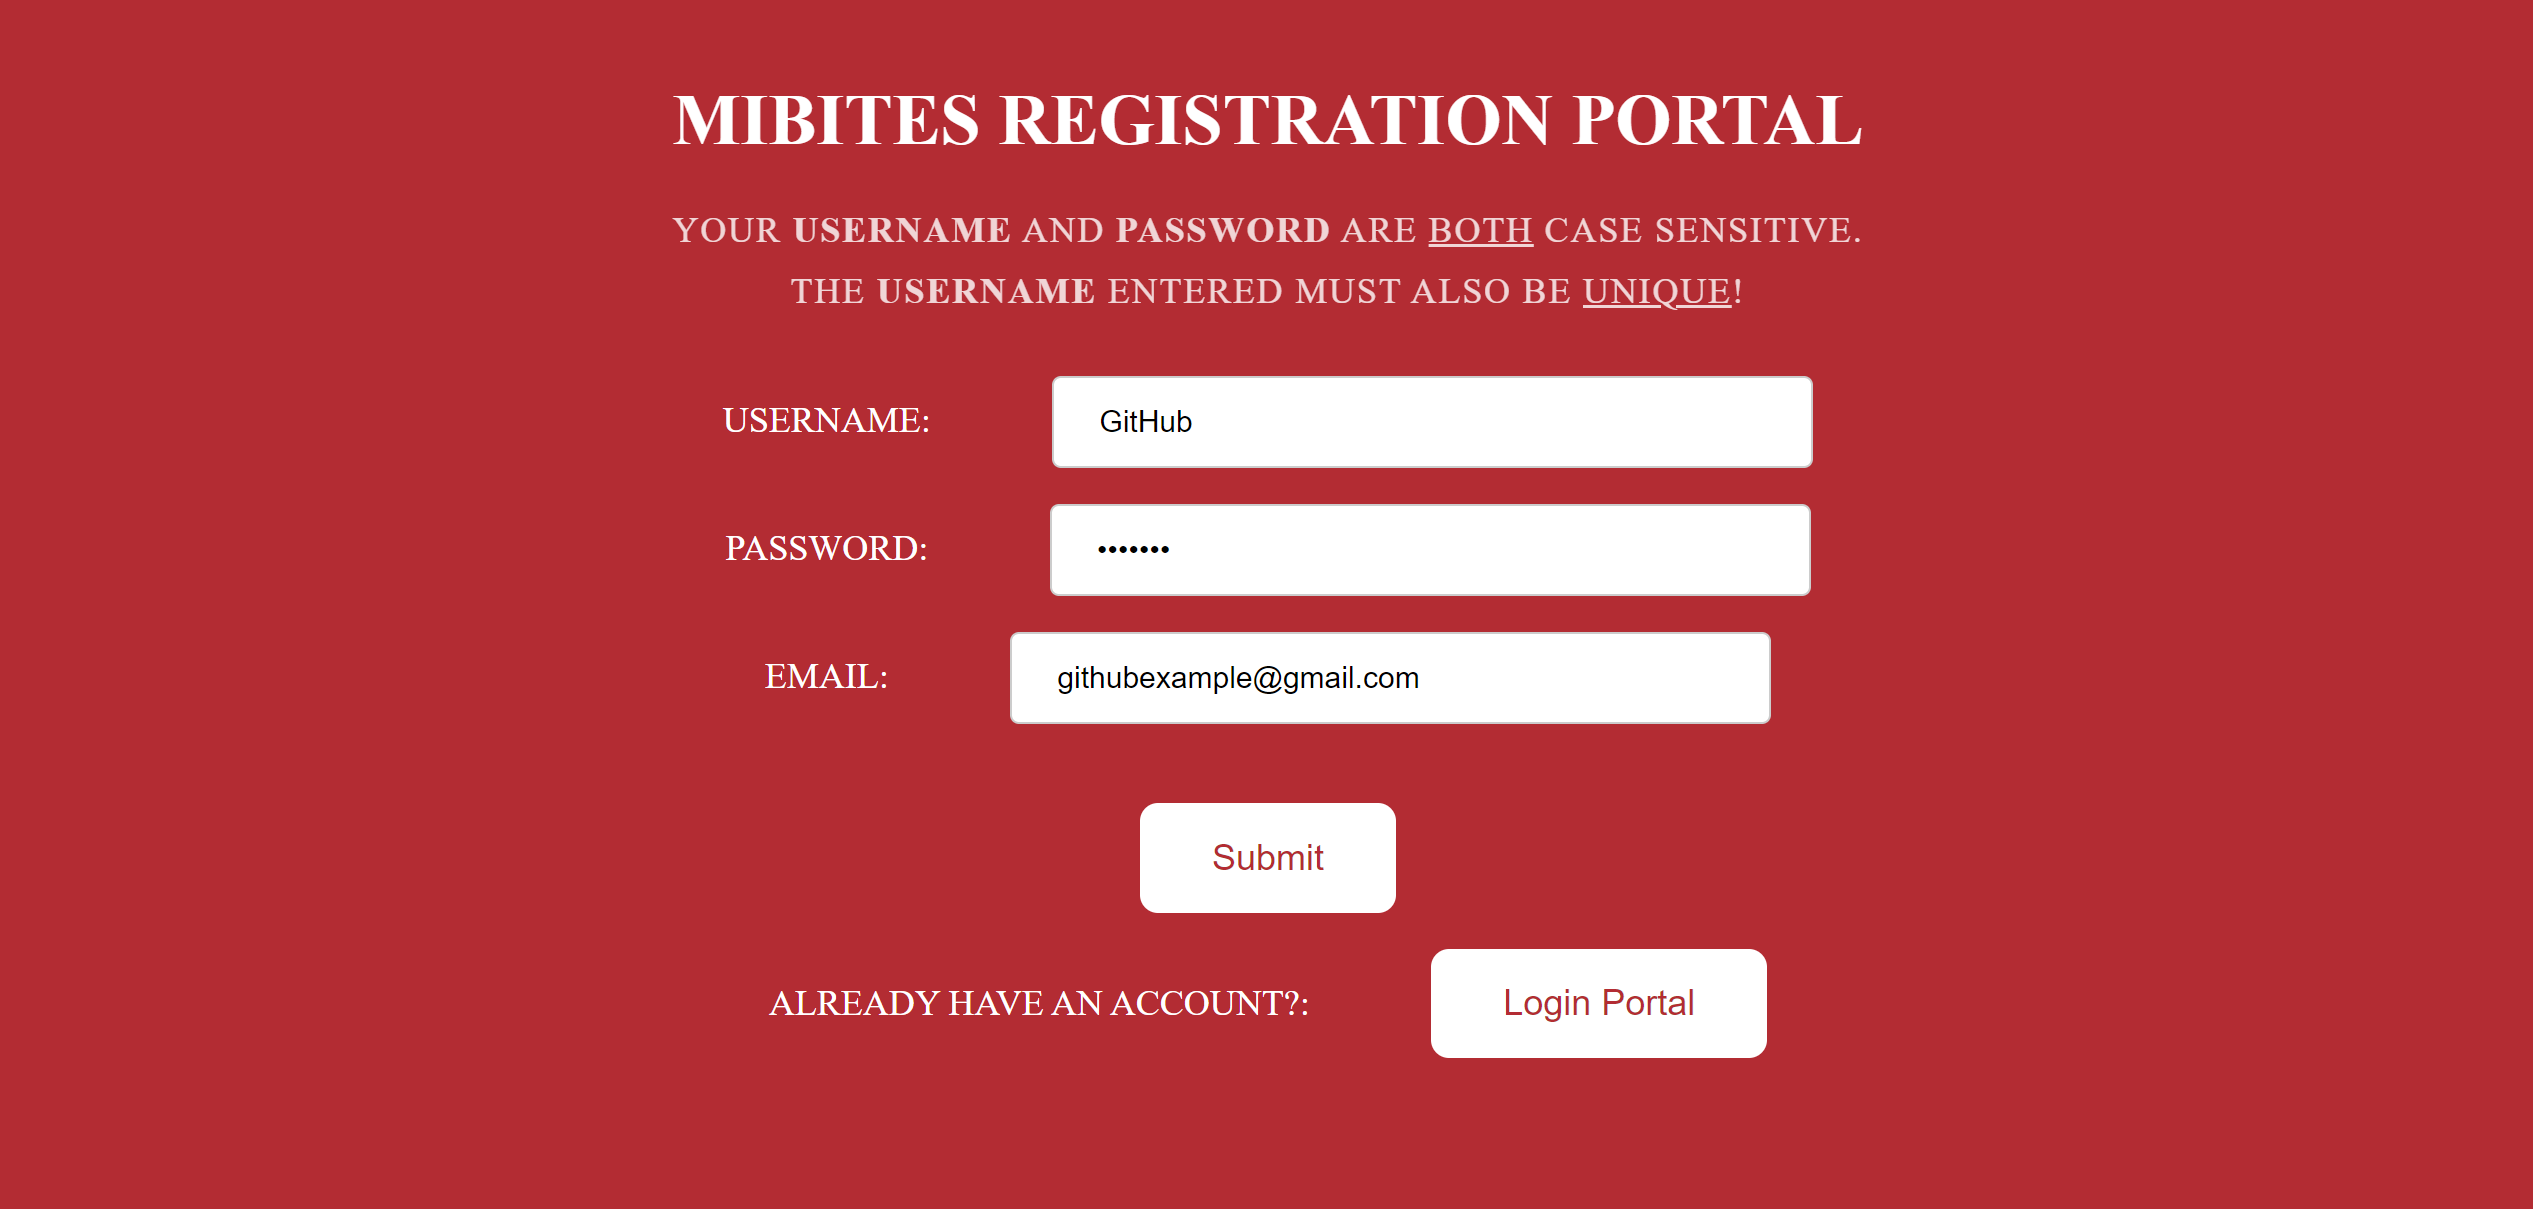 MIBITES REGISTRATION PORTAL
YOUR USERNAME AND PASSWORD ARE BOTH CASE SENSITIVE.
THE USERNAME ENTERED MUST ALSO BE UNIQUE!
USERNAME: GitHub
PASSWORD: •••••••
EMAIL: githubexample@gmail.com
Submit
ALREADY HAVE AN ACCOUNT?: Login Portal